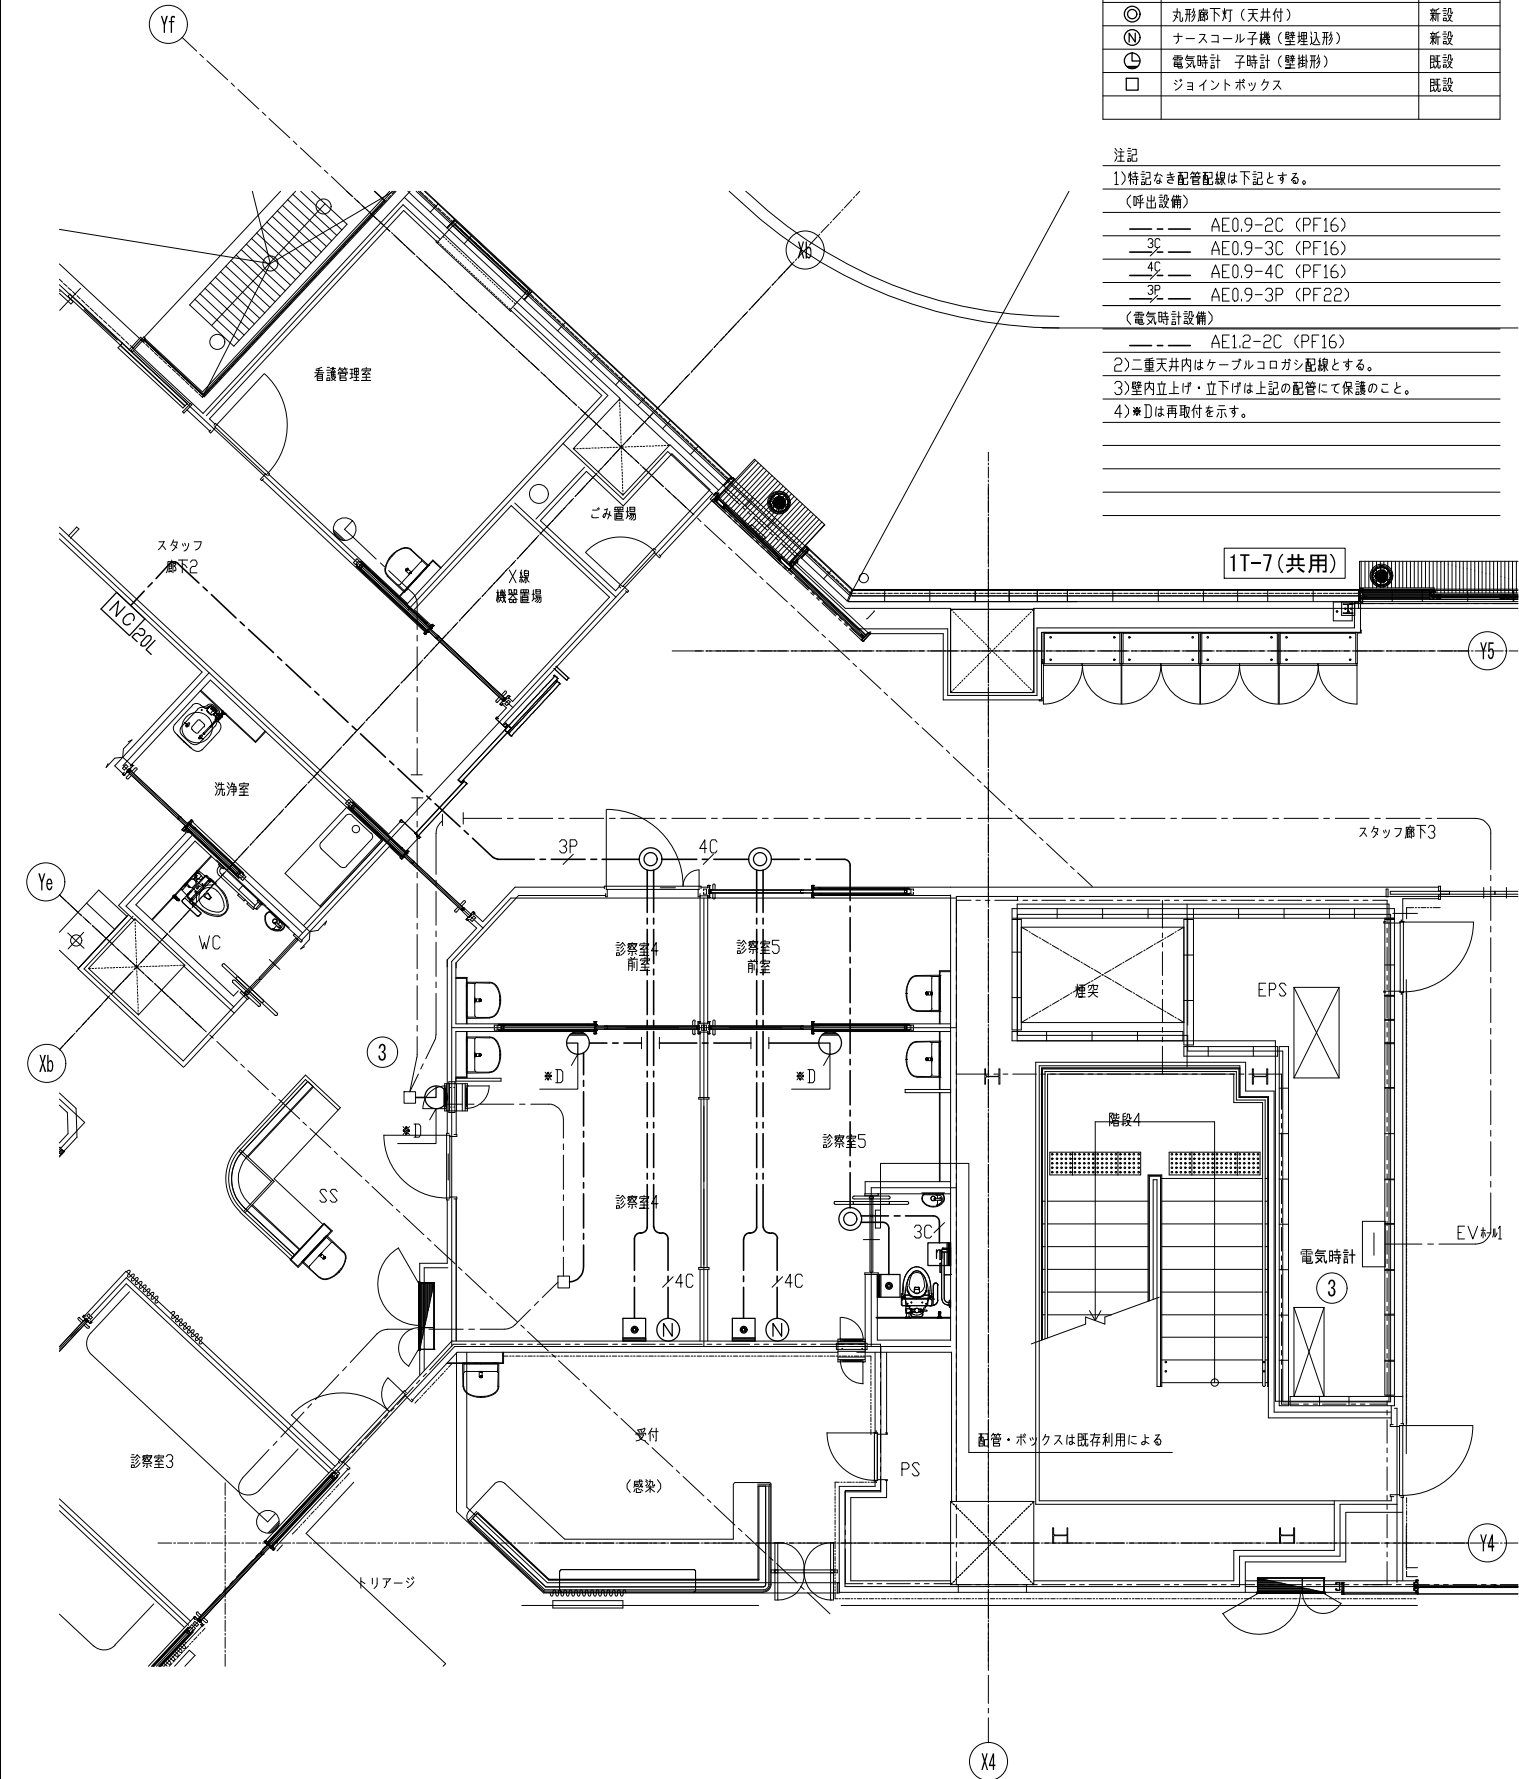 ◎ 丸形廊下灯（天井付） 新設
Ⓝ ナースコール子機（壁埋込形） 新設
電気時計　子時計（壁掛形） 既設
□ ジョイントボックス 既設
注記
1)特記なき配管配線は下記とする。
（呼出設備）
AE0.9-2C（PF16）
3C AE0.9-3C（PF16）
4C AE0.9-4C（PF16）
3P AE0.9-3P（PF22）
（電気時計設備）
AE1.2-2C（PF16）
2)二重天井内はケーブルコロガシ配線とする。
3)壁内立上げ・立下げは上記の配管にて保護のこと。
4)※Dは再取付を示す。
Yf
Xb
看護管理室
ごみ置場
スタッフ
廊下2
X線
機器置場
1T-7(共用)
NC 20L
Y5
洗浄室
スタッフ廊下3
3P
4C
Ye
WC
診察室4
前室
診察室5
前室
煙突
EPS
3
Xb
※D
※D
※D
階段4
診察室5
SS
診察室4
3C
EVホール1
電気時計
3
4C
4C
N
N
受付
（感染）
配管・ボックスは既存利用による
PS
診察室3
トリアージ
Y4
X4